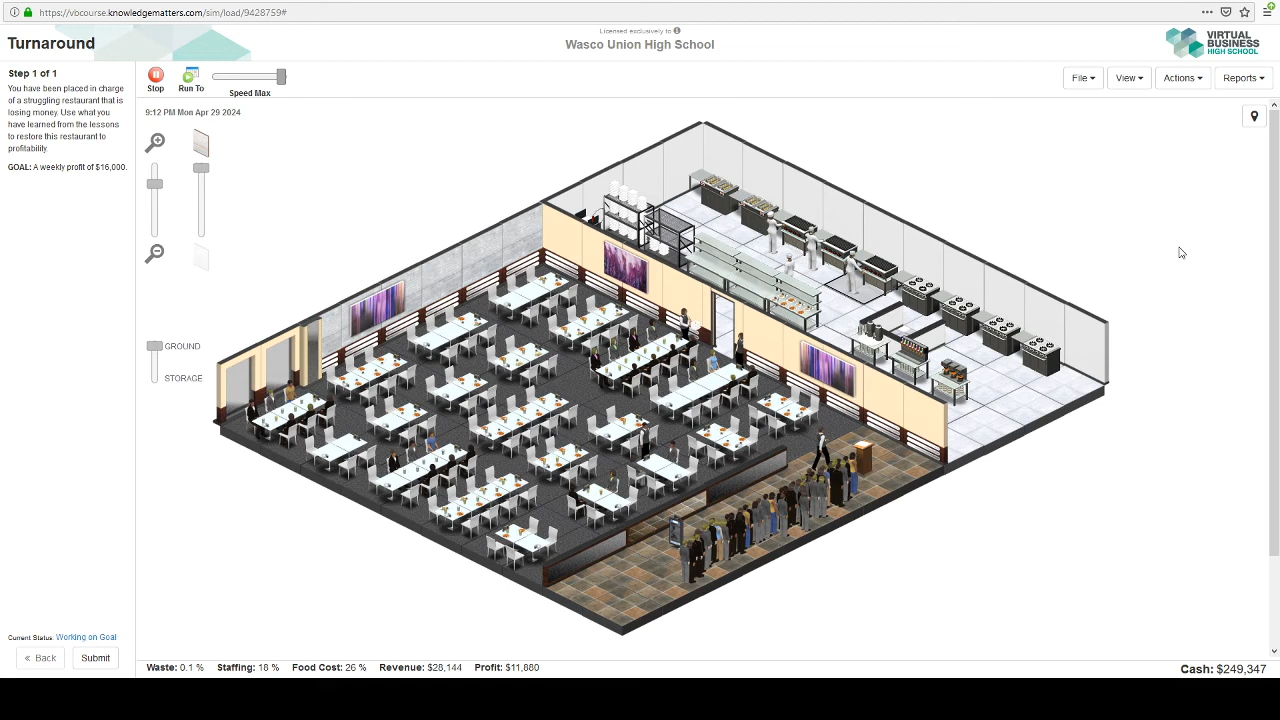 https://vbcourse.knowledgematters.com/sim/load/9428759#
Turnaround
Licensed exclusively to
Wasco Union High School
VIRTUAL
BUSINESS
HIGH SCHOOL
Step 1 of 1
You have been placed in charge
of a struggling restaurant that is
losing money. Use what you
have learned from the lessons
to restore this restaurant to
profitability.
GOAL: A weekly profit of $16,000.
Stop
Run To
Speed Max
File
View
Actions
Reports
9:12 PM Mon Apr 29 2024
GROUND
STORAGE
Current Status: Working on Goal
« Back
Submit
Waste: 0.1 % Staffing: 18 % Food Cost: 26 % Revenue: $28,144 Profit: $11,880
Cash: $249,347